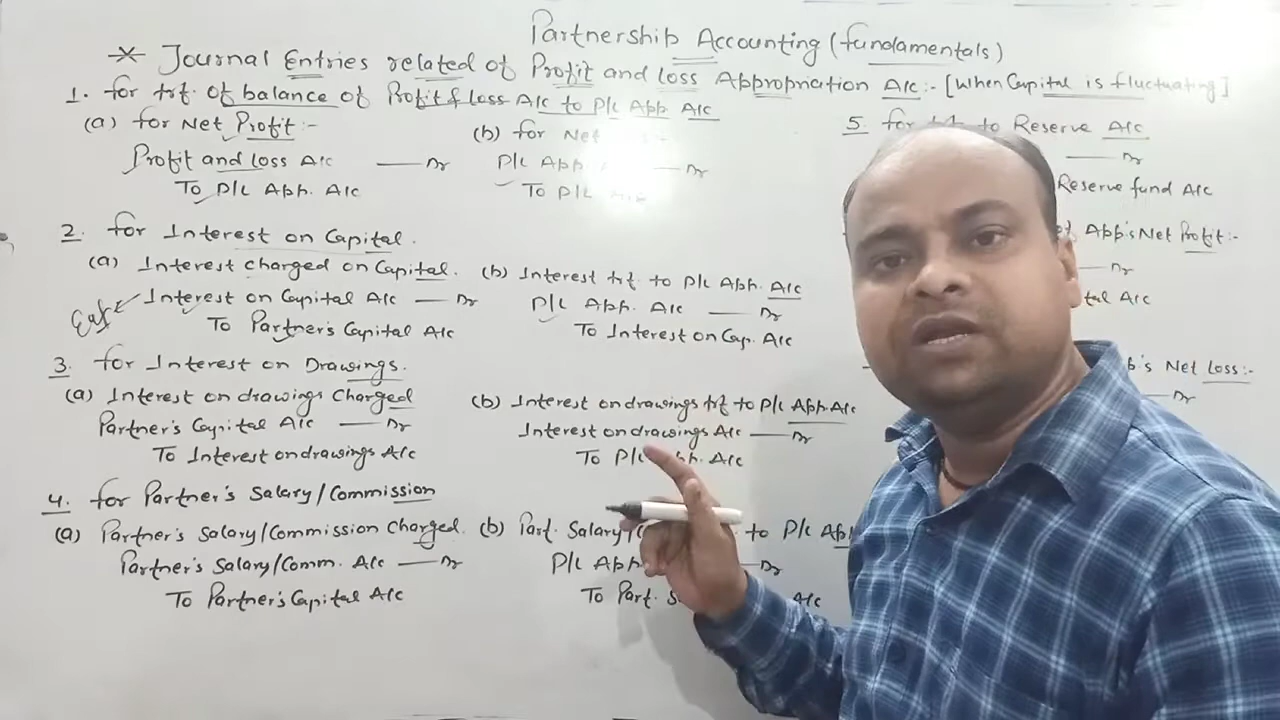 Partnership Accounting (fundamentals)
* Journal Entries related of Profit and loss Appropriation A/c:- [When Capital is fluctuating]
1. for trf. of balance of Profit & loss A/c to P/L App A/c
(a) for Net Profit:-
Profit and loss A/c —— Dr
To P/L App. A/c
(b) for Net
P/L App —— Dr
To P/L
2. for Interest on Capital.
(a) Interest charged on Capital.
Interest on Capital A/c —— Dr
To Partner's Capital A/c
(b) Interest trf. to P/L App. A/c
P/L App. A/c —— Dr
To Interest on Cap. A/c
3. for Interest on Drawings.
(a) Interest on drawings Charged
Partner's Capital A/c —— Dr
To Interest on drawings A/c
(b) Interest on drawings trf to P/L App. A/c
Interest on drawings A/c —— Dr
To P/L App. A/c
4. for Partner's Salary/Commission
(a) Partner's Salary/Commission Charged.
Partner's Salary/Comm. A/c —— Dr
To Partner's Capital A/c
(b) Part. Salary/ to P/L App
P/L App —— Dr
To Part. S A/c
5. for to Reserve A/c
—— Dr
Reserve fund A/c
of App's Net Profit:-
—— Dr
A/c
Net Loss:-
—— Dr